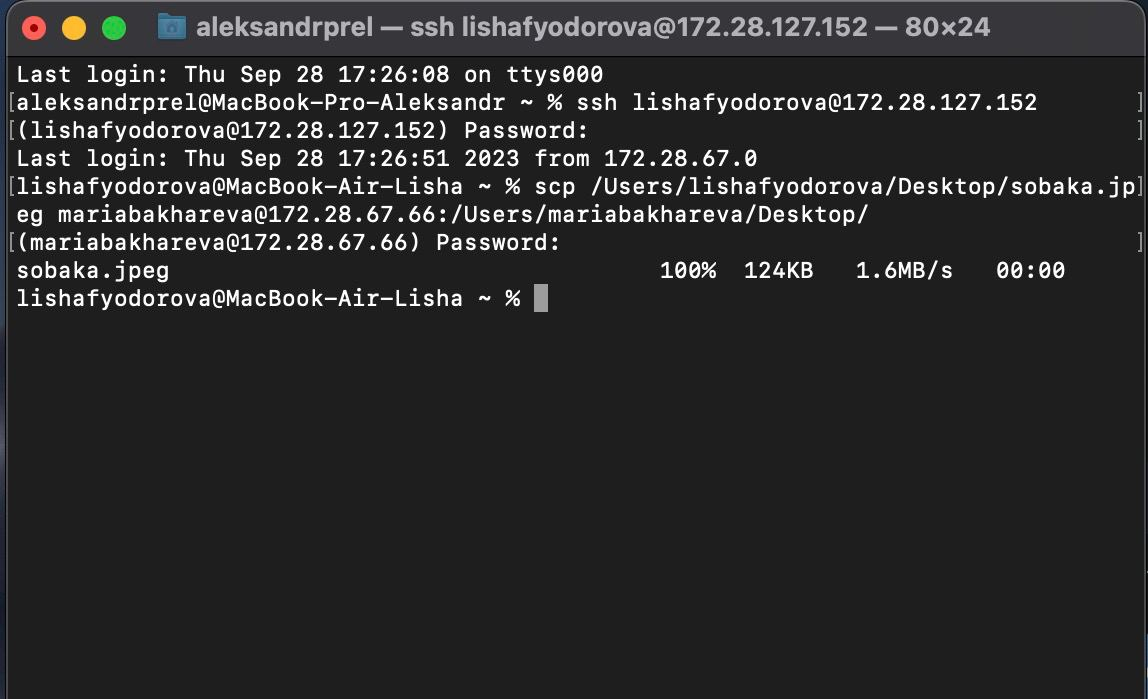 aleksandrprel — ssh lishafyodorova@172.28.127.152 — 80×24
Last login: Thu Sep 28 17:26:08 on ttys000
[aleksandrprel@MacBook-Pro-Aleksandr ~ % ssh lishafyodorova@172.28.127.152 ]
[(lishafyodorova@172.28.127.152) Password: ]
Last login: Thu Sep 28 17:26:51 2023 from 172.28.67.0
[lishafyodorova@MacBook-Air-Lisha ~ % scp /Users/lishafyodorova/Desktop/sobaka.jp]
eg mariabakhareva@172.28.67.66:/Users/mariabakhareva/Desktop/
[(mariabakhareva@172.28.67.66) Password: ]
sobaka.jpeg 100% 124KB 1.6MB/s 00:00
lishafyodorova@MacBook-Air-Lisha ~ %